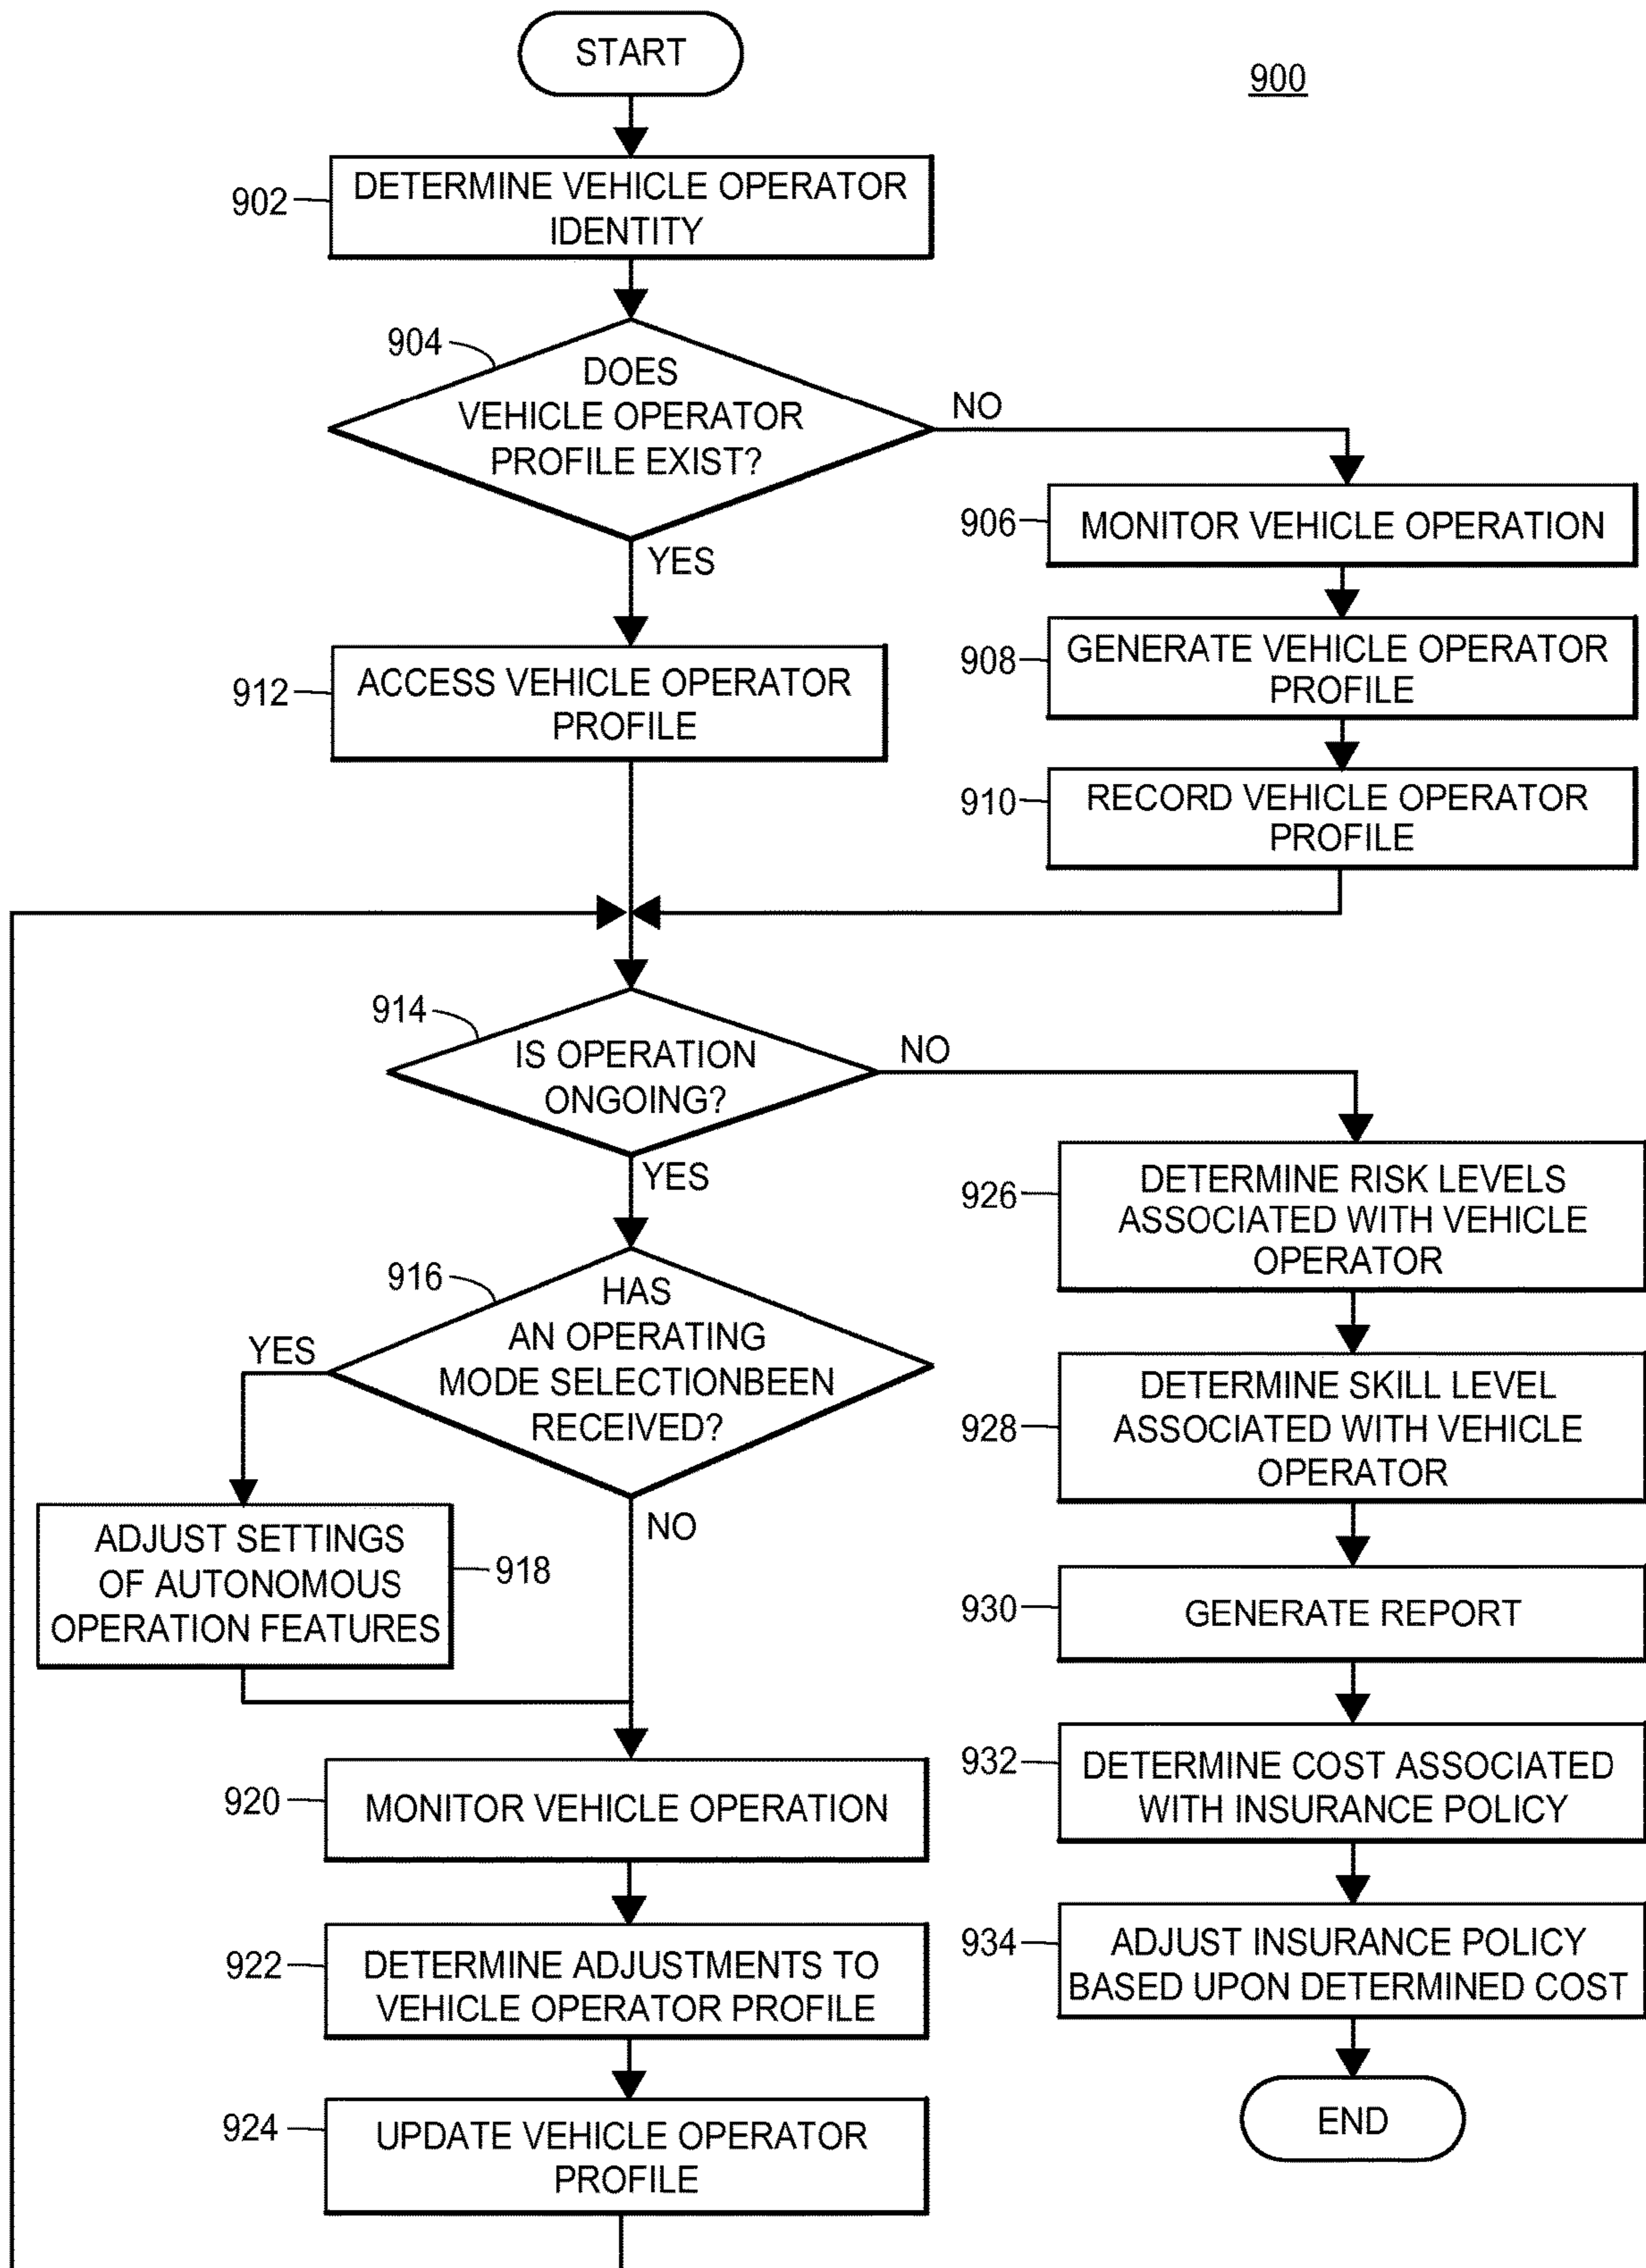 START
900
902
DETERMINE VEHICLE OPERATOR
IDENTITY
904
DOES
VEHICLE OPERATOR
PROFILE EXIST?
NO
YES
906
MONITOR VEHICLE OPERATION
908
GENERATE VEHICLE OPERATOR
PROFILE
910
RECORD VEHICLE OPERATOR
PROFILE
912
ACCESS VEHICLE OPERATOR
PROFILE
914
IS OPERATION
ONGOING?
NO
YES
916
HAS
AN OPERATING
MODE SELECTIONBEEN
RECEIVED?
YES
NO
ADJUST SETTINGS
OF AUTONOMOUS
OPERATION FEATURES
918
920
MONITOR VEHICLE OPERATION
922
DETERMINE ADJUSTMENTS TO
VEHICLE OPERATOR PROFILE
924
UPDATE VEHICLE OPERATOR
PROFILE
926
DETERMINE RISK LEVELS
ASSOCIATED WITH VEHICLE
OPERATOR
928
DETERMINE SKILL LEVEL
ASSOCIATED WITH VEHICLE
OPERATOR
930
GENERATE REPORT
932
DETERMINE COST ASSOCIATED
WITH INSURANCE POLICY
934
ADJUST INSURANCE POLICY
BASED UPON DETERMINED COST
END